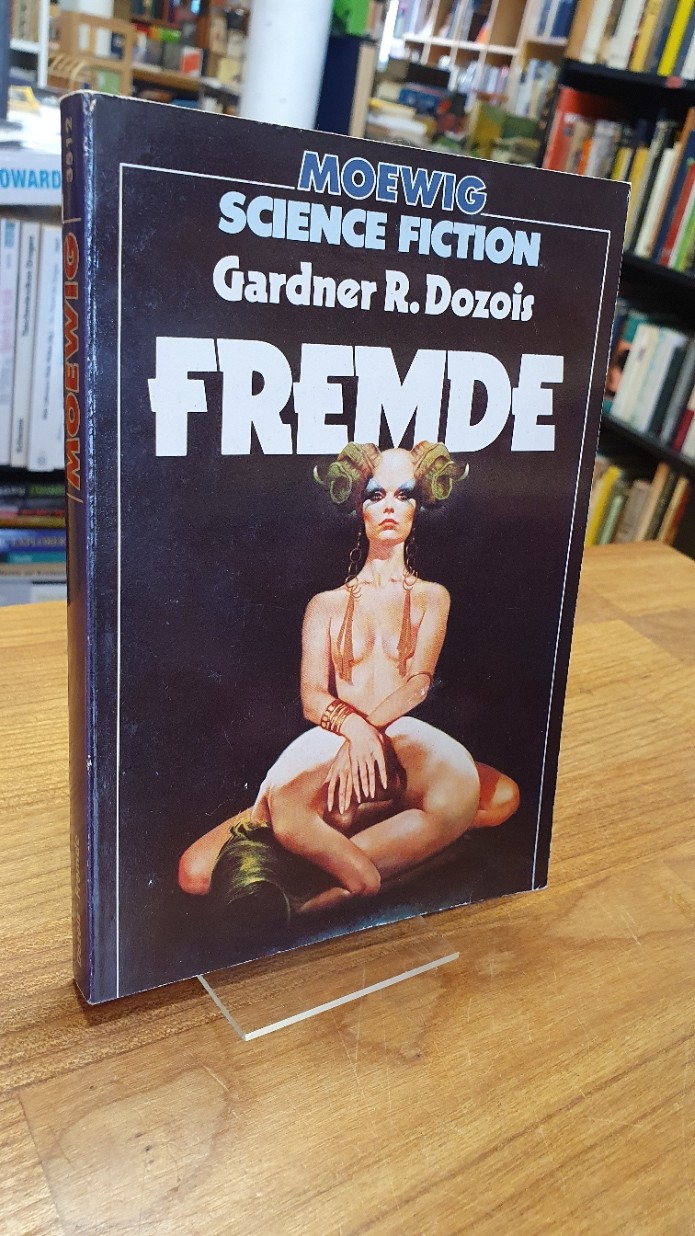 MOEWIG
SCIENCE FICTION
Gardner R. Dozois
FREMDE
MOEWIG
3512
OWARD